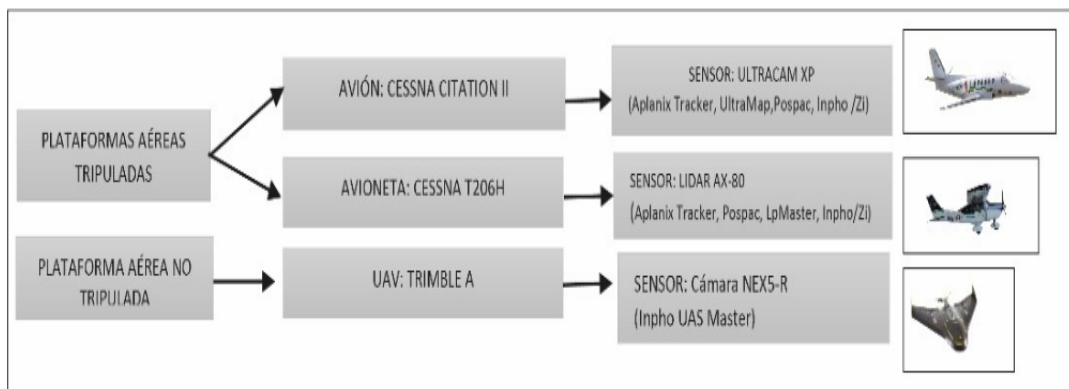 PLATAFORMAS AÉREAS
TRIPULADAS
AVIÓN: CESSNA CITATION II
SENSOR: ULTRACAM XP
(Aplanix Tracker, UltraMap,Pospac, Inpho /Zi)
AVIONETA: CESSNA T206H
SENSOR: LIDAR AX-80
(Aplanix Tracker, Pospac, LpMaster, Inpho/Zi)
PLATAFORMA AÉREA NO
TRIPULADA
UAV: TRIMBLE A
SENSOR: Cámara NEX5-R
(Inpho UAS Master)